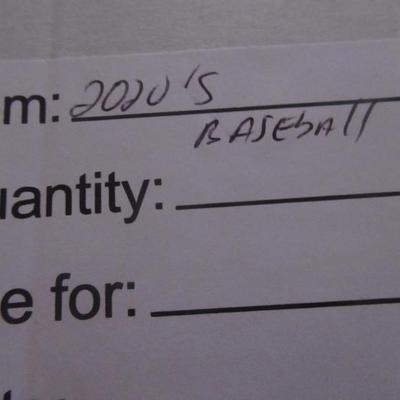 m: 2020's
BASEbAll
uantity:
e for: